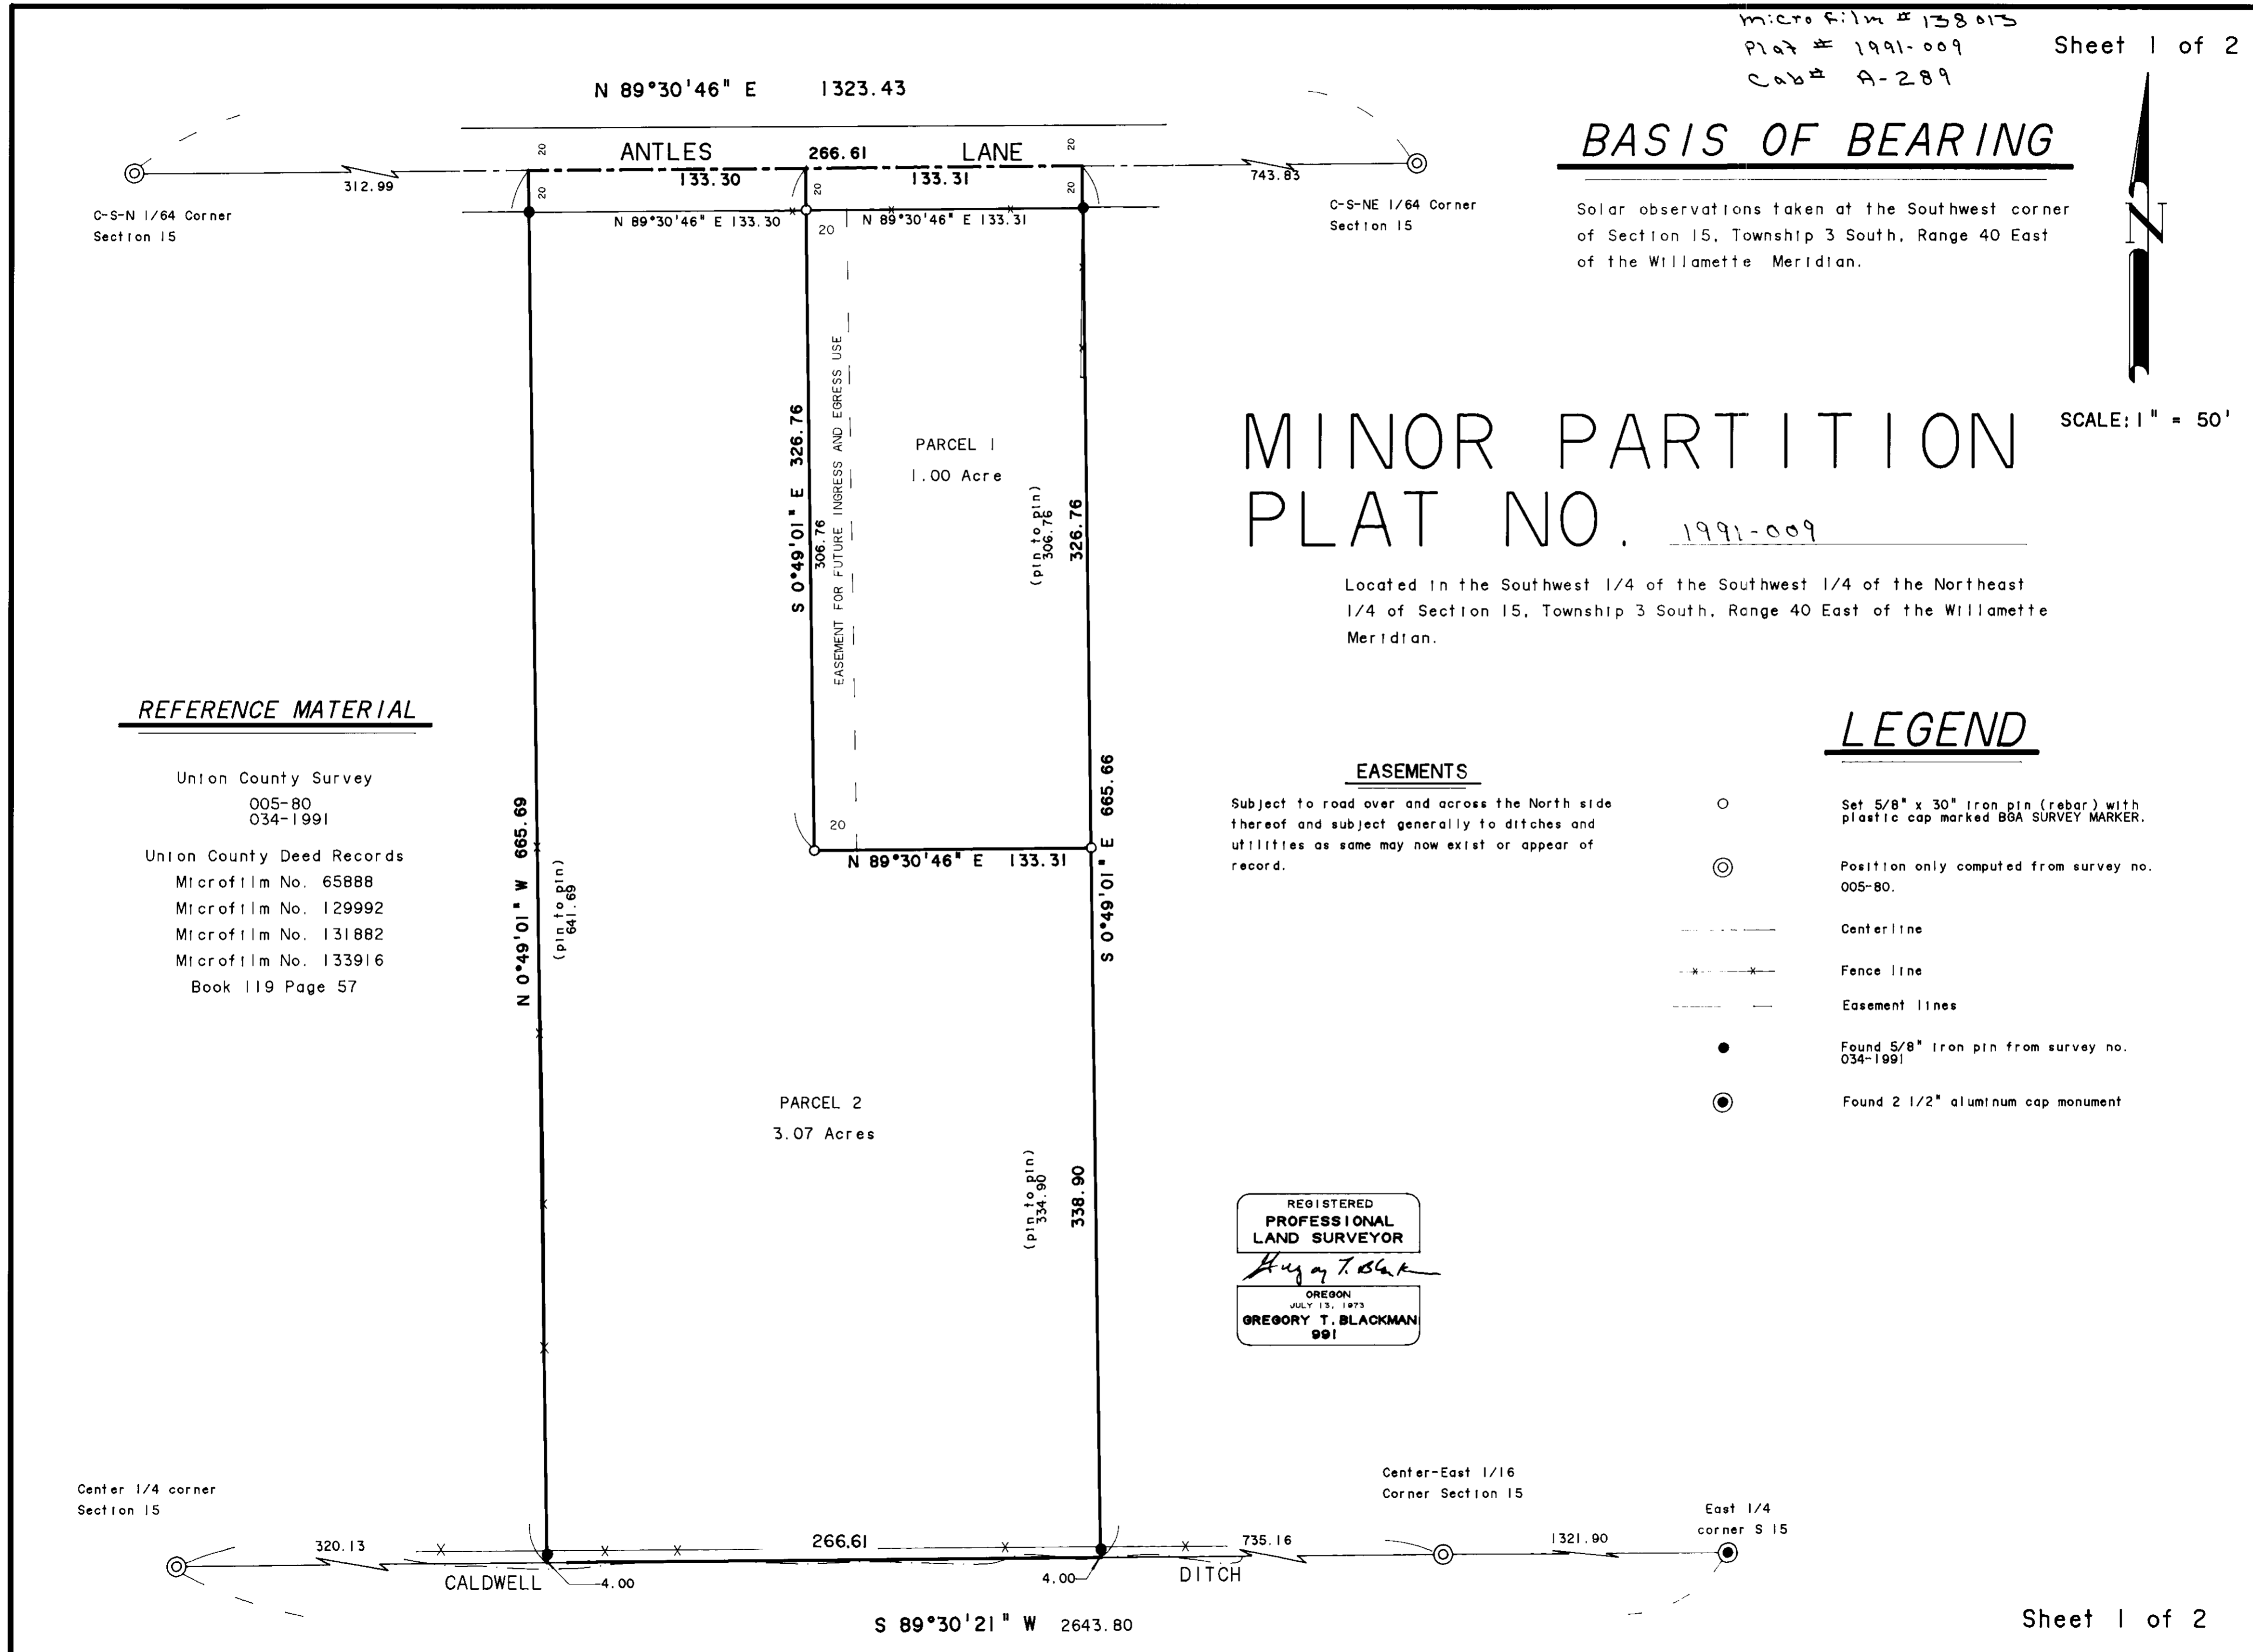 Microfilm # 138013
Plat # 1991-009
Cab# A-289
Sheet 1 of 2
N 89°30'46" E 1323.43
BASIS OF BEARING
Solar observations taken at the Southwest corner
of Section 15, Township 3 South, Range 40 East
of the Willamette Meridian.
N
SCALE: 1" = 50'
20
ANTLES
266.61
LANE
20
312.99
20
133.30
20
133.31
20
743.83
C-S-N 1/64 Corner
Section 15
N 89°30'46" E 133.30
20
N 89°30'46" E 133.31
C-S-NE 1/64 Corner
Section 15
MINOR PARTITION
PLAT NO. 1991-009
Located in the Southwest 1/4 of the Southwest 1/4 of the Northeast
1/4 of Section 15, Township 3 South, Range 40 East of the Willamette
Meridian.
S 0°49'01" E 326.76
306.76
EASEMENT FOR FUTURE INGRESS AND EGRESS USE
PARCEL 1
1.00 Acre
(pin to pin)
306.76
326.76
20
N 89°30'46" E 133.31
REFERENCE MATERIAL
Union County Survey
005-80
034-1991
Union County Deed Records
Microfilm No. 65888
Microfilm No. 129992
Microfilm No. 131882
Microfilm No. 133916
Book 119 Page 57
N 0°49'01" W 665.69
(pin to pin)
641.69
S 0°49'01" E 665.66
EASEMENTS
Subject to road over and across the North side
thereof and subject generally to ditches and
utilities as same may now exist or appear of
record.
LEGEND
Set 5/8" x 30" iron pin (rebar) with
plastic cap marked BGA SURVEY MARKER.
Position only computed from survey no.
005-80.
Centerline
Fence line
Easement lines
Found 5/8" iron pin from survey no.
034-1991
Found 2 1/2" aluminum cap monument
PARCEL 2
3.07 Acres
(pin to pin)
334.90
338.90
REGISTERED
PROFESSIONAL
LAND SURVEYOR
Gregory T. Blackman
OREGON
JULY 13, 1973
GREGORY T. BLACKMAN
991
Center 1/4 corner
Section 15
Center-East 1/16
Corner Section 15
East 1/4
corner S 15
320.13
266.61
735.16
1321.90
CALDWELL
4.00
4.00
DITCH
S 89°30'21" W 2643.80
Sheet 1 of 2